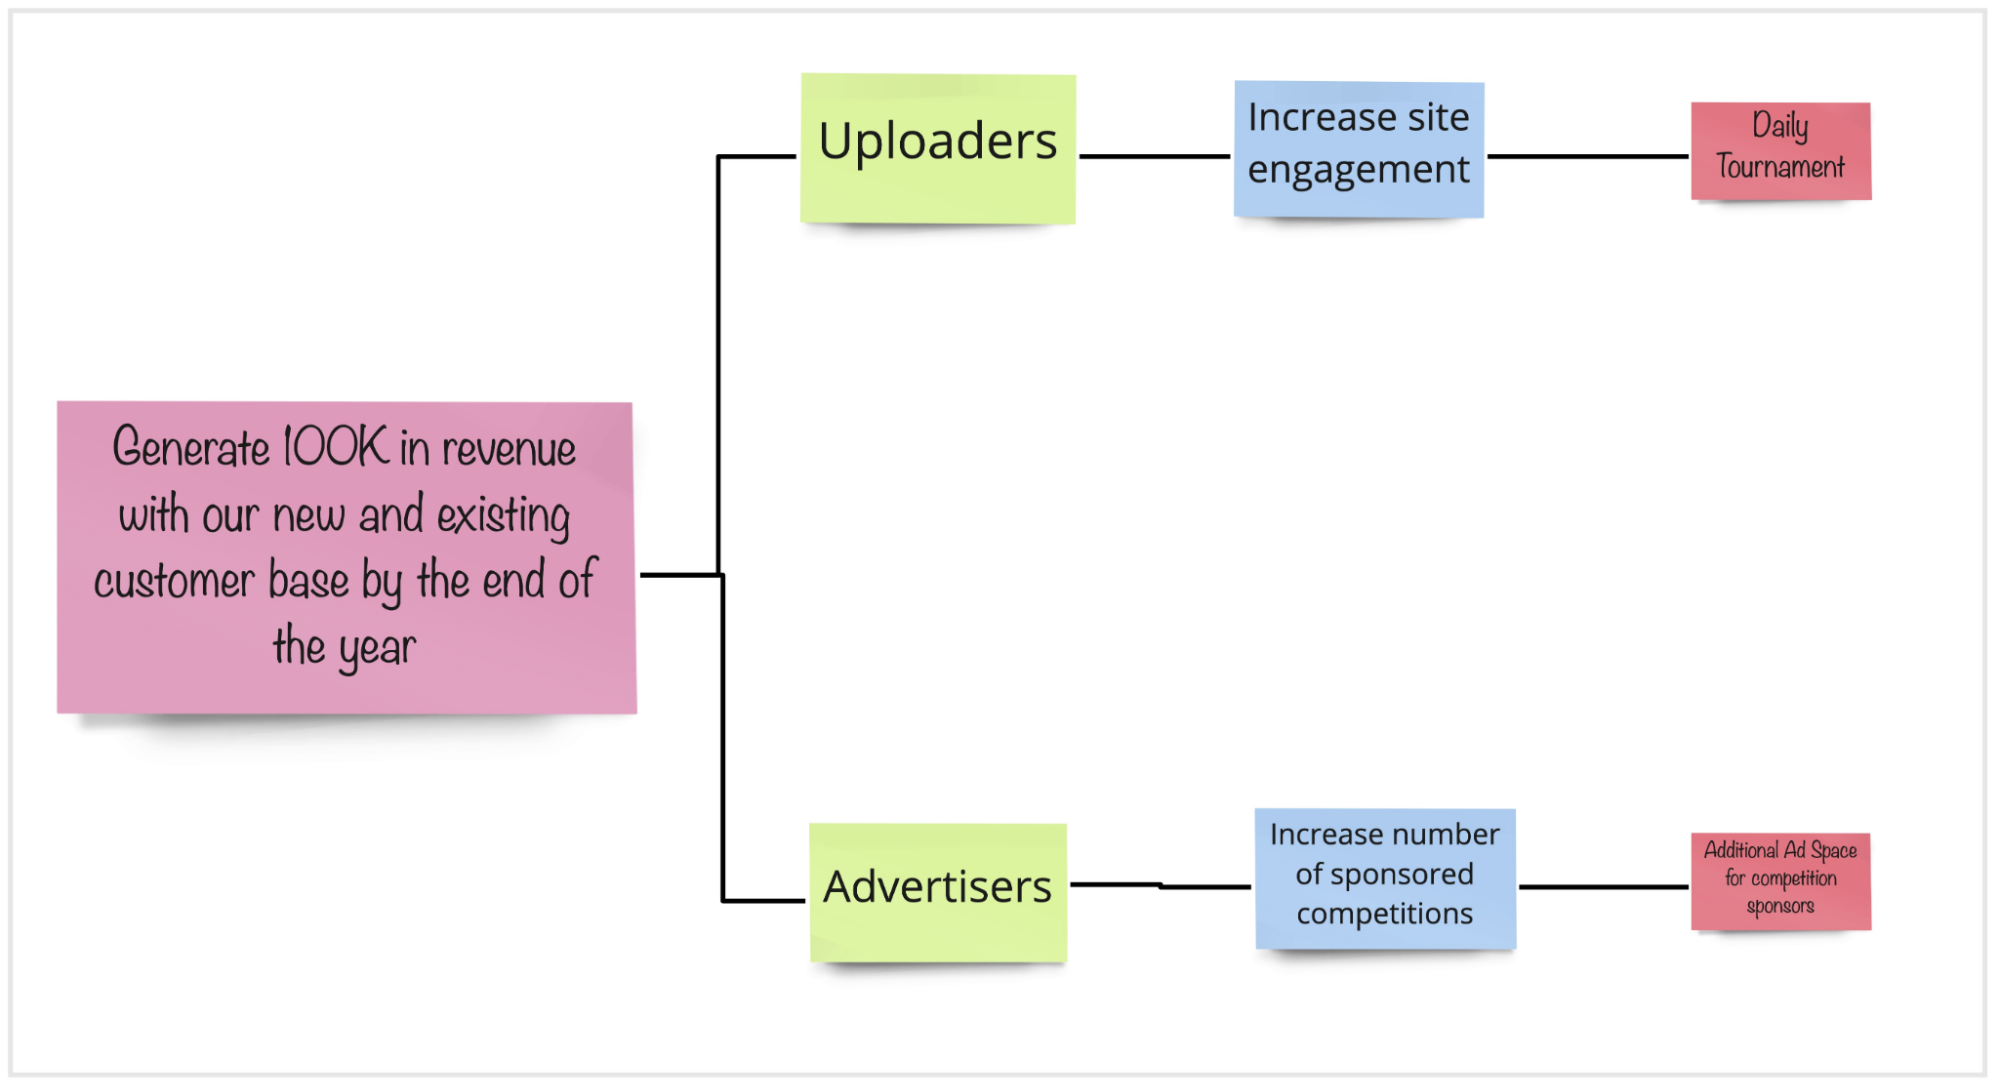 Uploaders
Increase site
engagement
Daily
Tournament
Generate 100K in revenue
with our new and existing
customer base by the end of
the year
Advertisers
Increase number
of sponsored
competitions
Additional Ad Space
for competition
sponsors